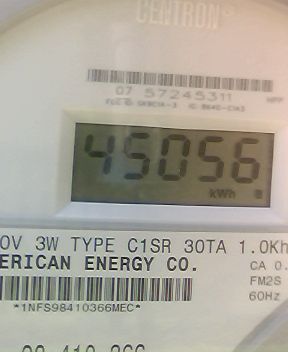 CENTRON®
07 57245311
45056
kWh
0V 3W TYPE C1SR 30TA 1.0Kh
ERICAN ENERGY CO.
CA 0.
FM2S
60Hz
*1NFS98410366MEC*